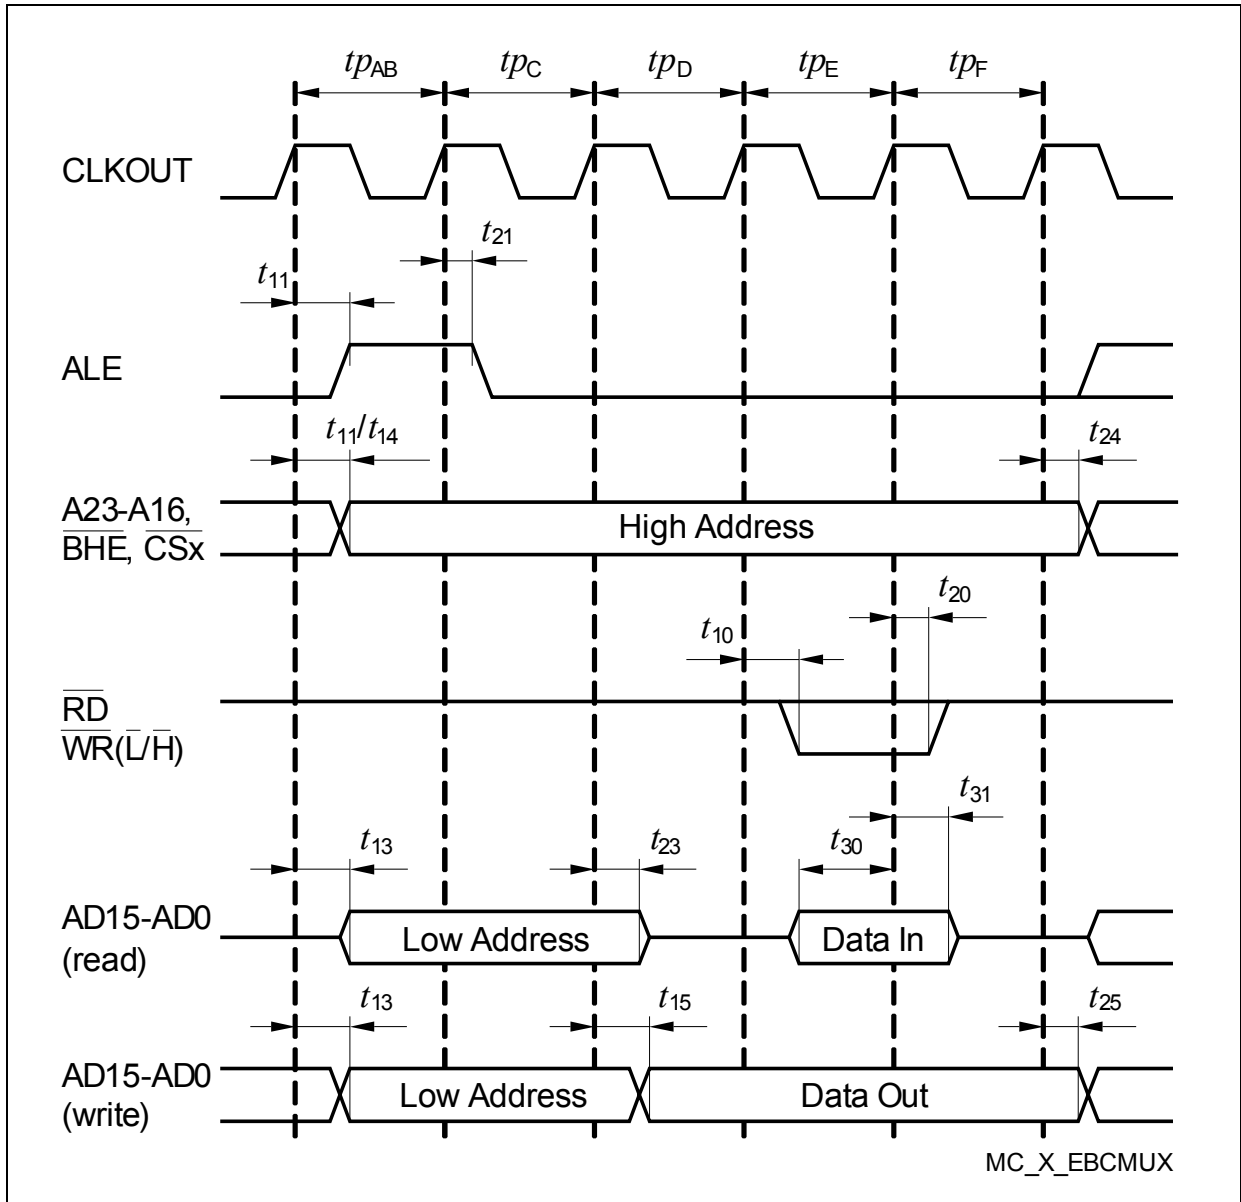 tpAB tpC tpD tpE tpF
CLKOUT
t21
t11
ALE
t11/t14
t24
A23-A16,
BHE, CSx
High Address
t20
t10
RD
WR(L/H)
t31
t13 t23 t30
AD15-AD0
(read)
Low Address Data In
t13 t15 t25
AD15-AD0
(write)
Low Address Data Out
MC_X_EBCMUX